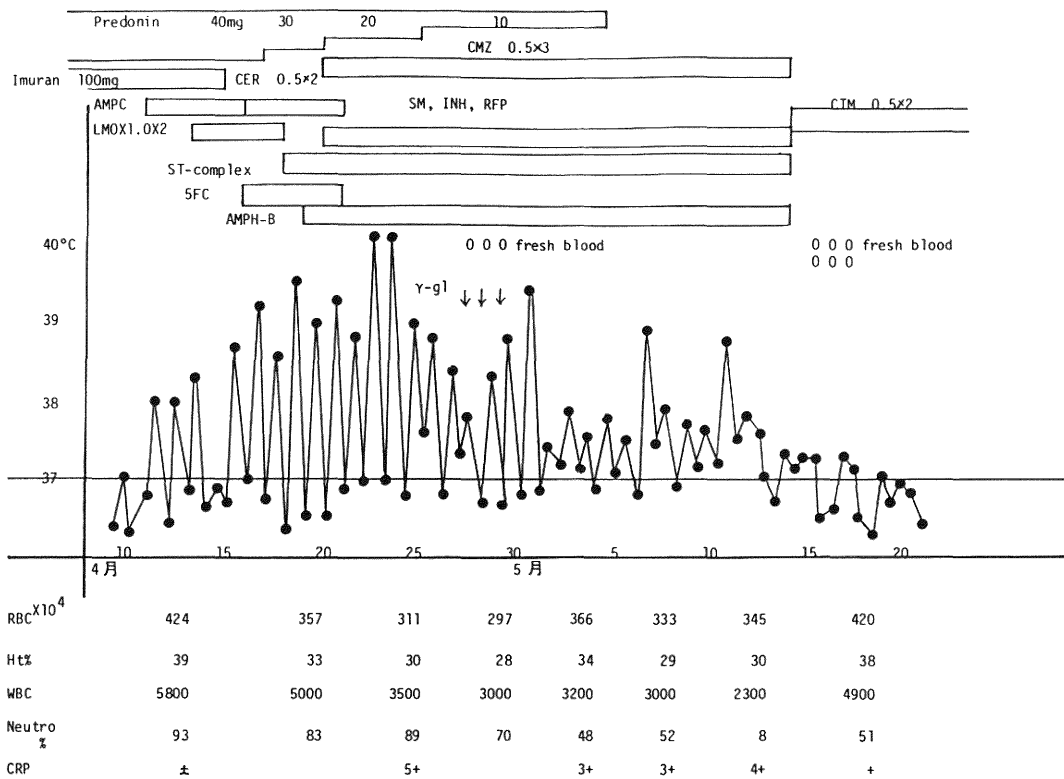 Predonin 40mg 30 20 10
CMZ 0.5×3
Imuran 100mg CER 0.5×2
AMPC SM, INH, RFP CTM 0.5×2
LMOX1.0X2
ST-complex
5FC
AMPH-B
40°C 0 0 0 fresh blood 0 0 0 fresh blood
0 0 0
γ-gl ↓ ↓ ↓
39
38
37
10 15 20 25 30 5 10 15 20
4月 5月
RBC X10⁴ 424 357 311 297 366 333 345 420
Ht% 39 33 30 28 34 29 30 38
WBC 5800 5000 3500 3000 3200 3000 2300 4900
Neutro % 93 83 89 70 48 52 8 51
CRP ± 5+ 3+ 3+ 4+ +